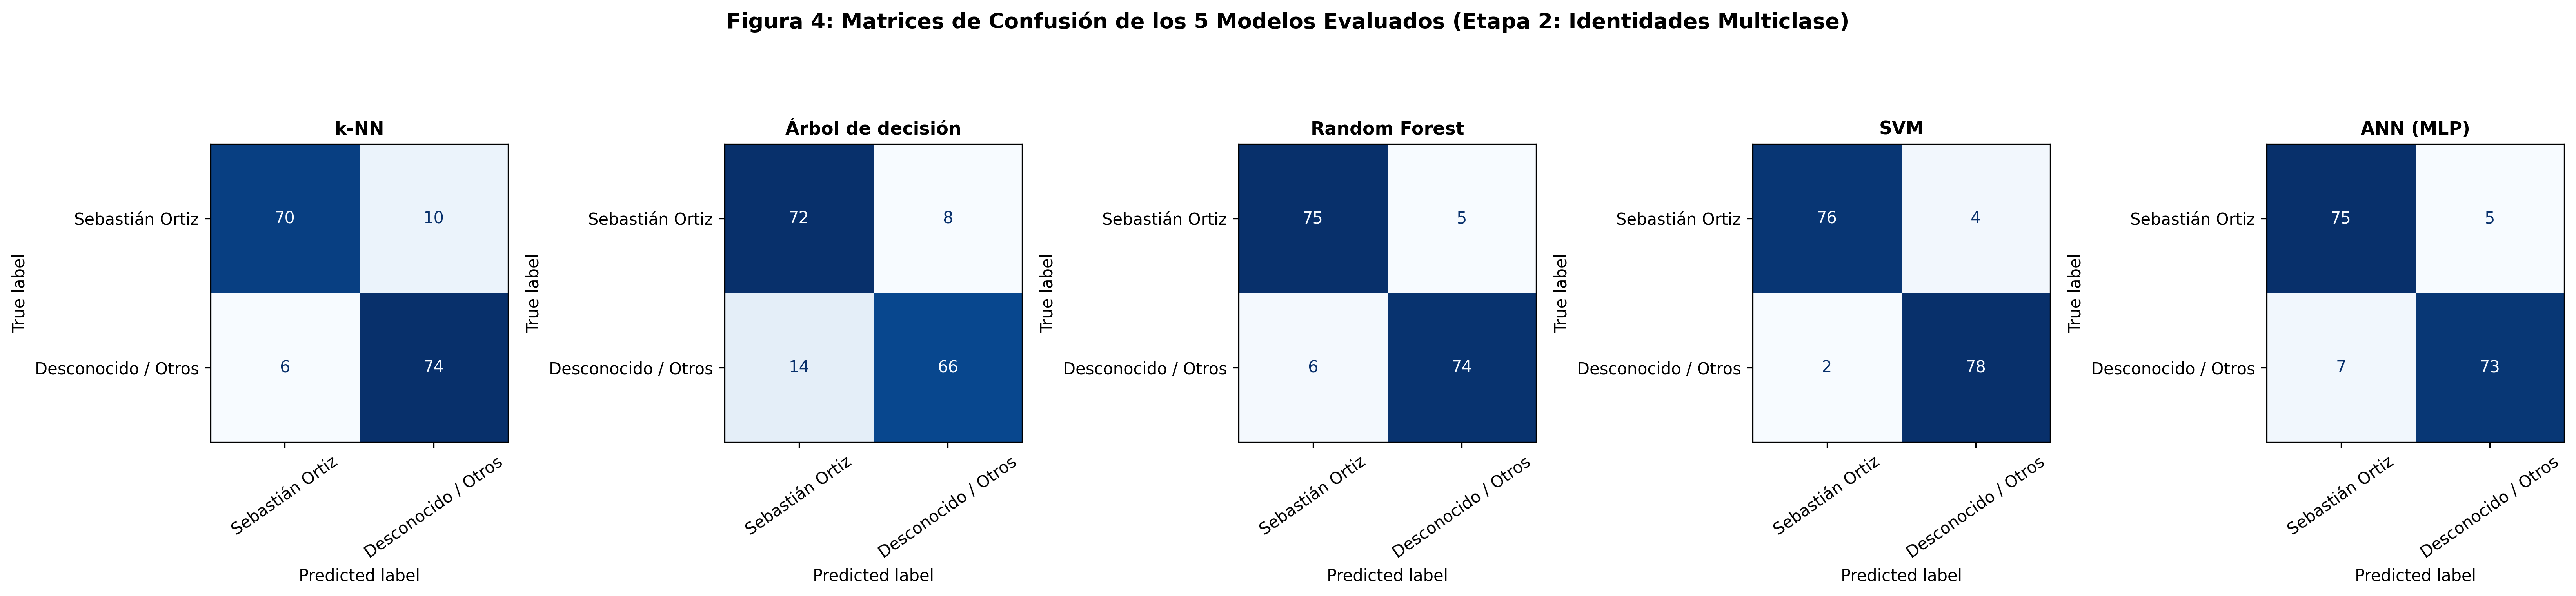 Figura 4: Matrices de Confusión de los 5 Modelos Evaluados (Etapa 2: Identidades Multiclase)
k-NN
True label
Sebastián Ortiz
70 10
Desconocido / Otros
6 74
Sebastián Ortiz
Desconocido / Otros
Predicted label
Árbol de decisión
True label
Sebastián Ortiz
72 8
Desconocido / Otros
14 66
Sebastián Ortiz
Desconocido / Otros
Predicted label
Random Forest
True label
Sebastián Ortiz
75 5
Desconocido / Otros
6 74
Sebastián Ortiz
Desconocido / Otros
Predicted label
SVM
True label
Sebastián Ortiz
76 4
Desconocido / Otros
2 78
Sebastián Ortiz
Desconocido / Otros
Predicted label
ANN (MLP)
True label
Sebastián Ortiz
75 5
Desconocido / Otros
7 73
Sebastián Ortiz
Desconocido / Otros
Predicted label